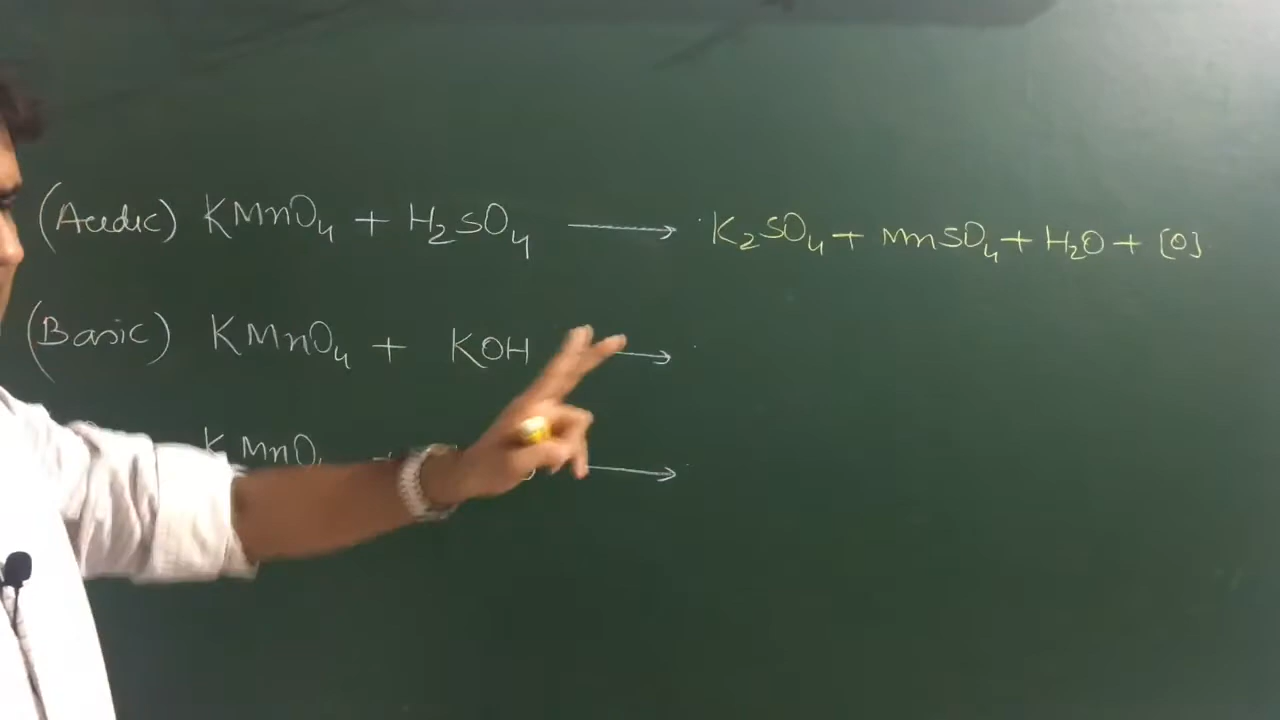 (Acidic) KMnO₄ + H₂SO₄ ⟶ K₂SO₄ + MnSO₄ + H₂O + [O]
(Basic) KMnO₄ + KOH ⟶
KMnO₄ + ⟶